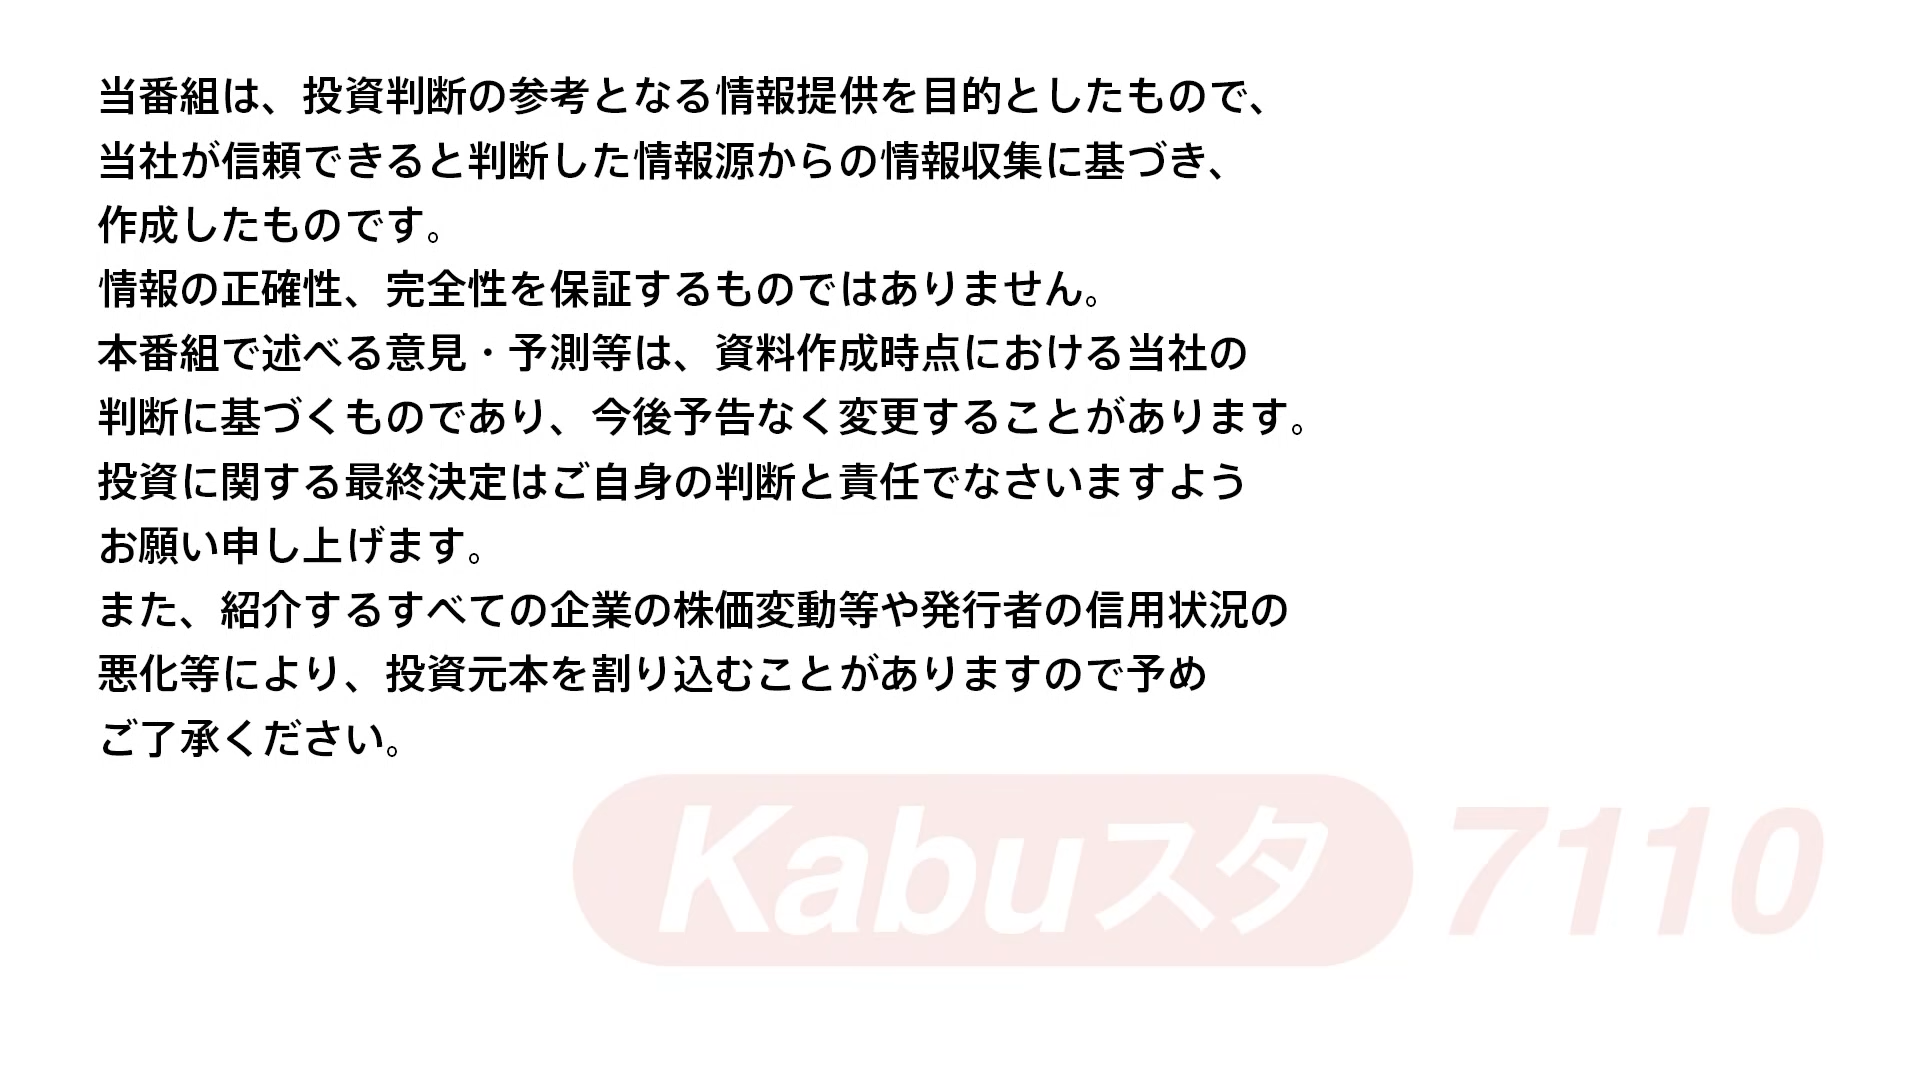 当番組は、投資判断の参考となる情報提供を目的としたもので、
当社が信頼できると判断した情報源からの情報収集に基づき、
作成したものです。
情報の正確性、完全性を保証するものではありません。
本番組で述べる意見・予測等は、資料作成時点における当社の
判断に基づくものであり、今後予告なく変更することがあります。
投資に関する最終決定はご自身の判断と責任でなさいますよう
お願い申し上げます。
また、紹介するすべての企業の株価変動等や発行者の信用状況の
悪化等により、投資元本を割り込むことがありますので予め
ご了承ください。
Kabuスタ 7110